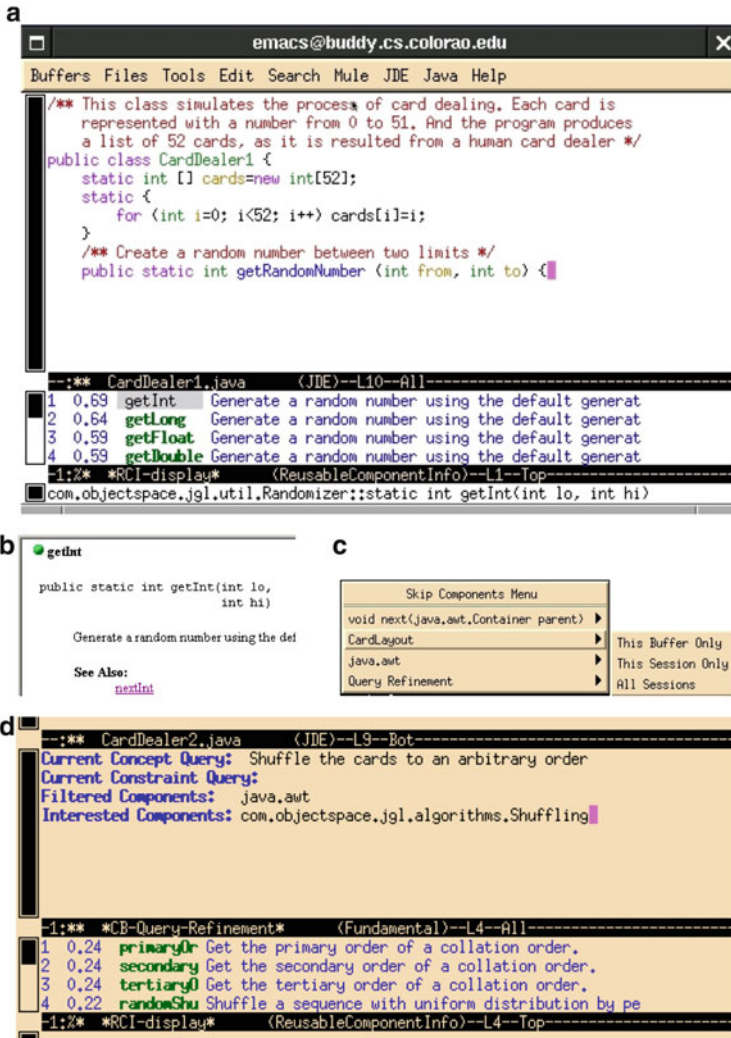 a
emacs@buddy.cs.colorao.edu
Buffers Files Tools Edit Search Mule JDE Java Help
/** This class simulates the process of card dealing. Each card is
represented with a number from 0 to 51. And the program produces
a list of 52 cards, as it is resulted from a human card dealer */
public class CardDealer1 {
static int [] cards=new int[52];
static {
for (int i=0; i<52; i++) cards[i]=i;
}
/** Create a random number between two limits */
public static int getRandomNumber (int from, int to) {
--:** CardDealer1.java (JDE)--L10--All--------------------
1 0.69 getInt Generate a random number using the default generat
2 0.64 getLong Generate a random number using the default generat
3 0.59 getFloat Generate a random number using the default generat
4 0.59 getDouble Generate a random number using the default generat
-1:%* *RCI-display* (ReusableComponentInfo)--L1--Top--------------------
com.objectspace.jgl.util.Randomizer::static int getInt(int lo, int hi)
b
getInt
public static int getInt(int lo,
int hi)
Generate a random number using the def
See Also:
nextInt
c
Skip Components Menu
void next(java.awt.Container parent)
CardLayout
java.awt
Query Refinement
This Buffer Only
This Session Only
All Sessions
d
--:** CardDealer2.java (JDE)--L9--Bot--------------------
Current Concept Query: Shuffle the cards to an arbitrary order
Current Constraint Query:
Filtered Components: java.awt
Interested Components: com.objectspace.jgl.algorithms.Shuffling
-1:** *CB-Query-Refinement* (Fundamental)--L4--All--------------------
1 0.24 primaryOr Get the primary order of a collation order.
2 0.24 secondary Get the secondary order of a collation order.
3 0.24 tertiaryO Get the tertiary order of a collation order.
4 0.22 randomShu Shuffle a sequence with uniform distribution by pe
-1:%* *RCI-display* (ReusableComponentInfo)--L4--Top--------------------